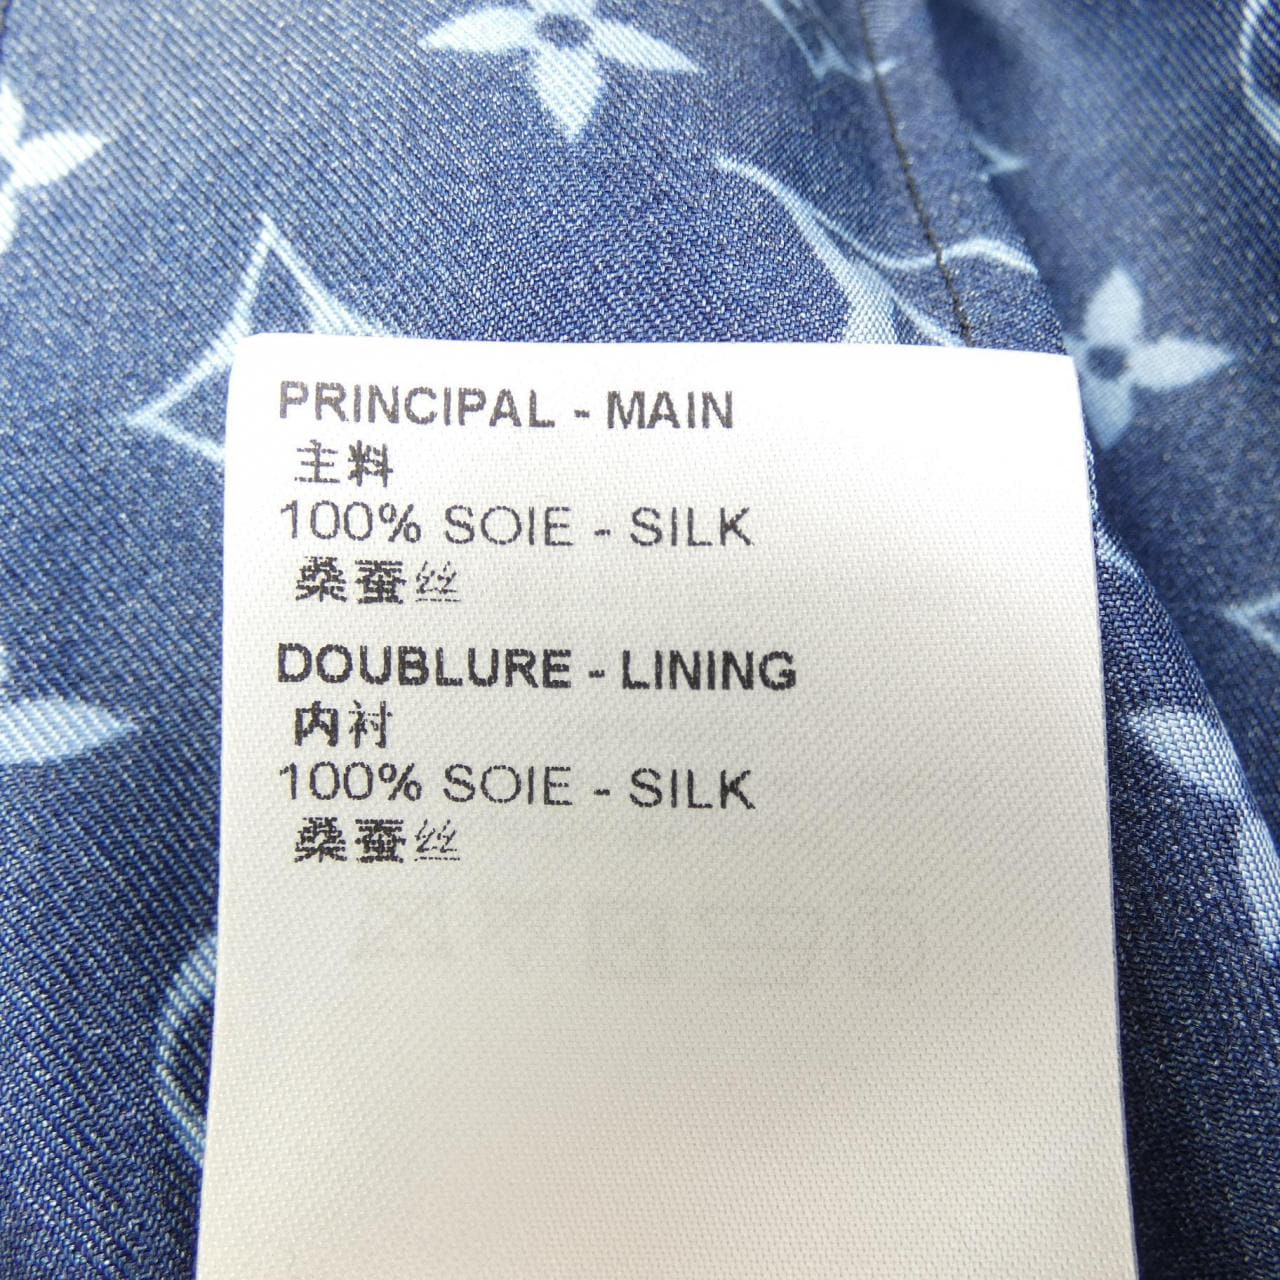 PRINCIPAL - MAIN
主料
100% SOIE - SILK
桑蚕丝
DOUBLURE - LINING
内衬
100% SOIE - SILK
桑蚕丝